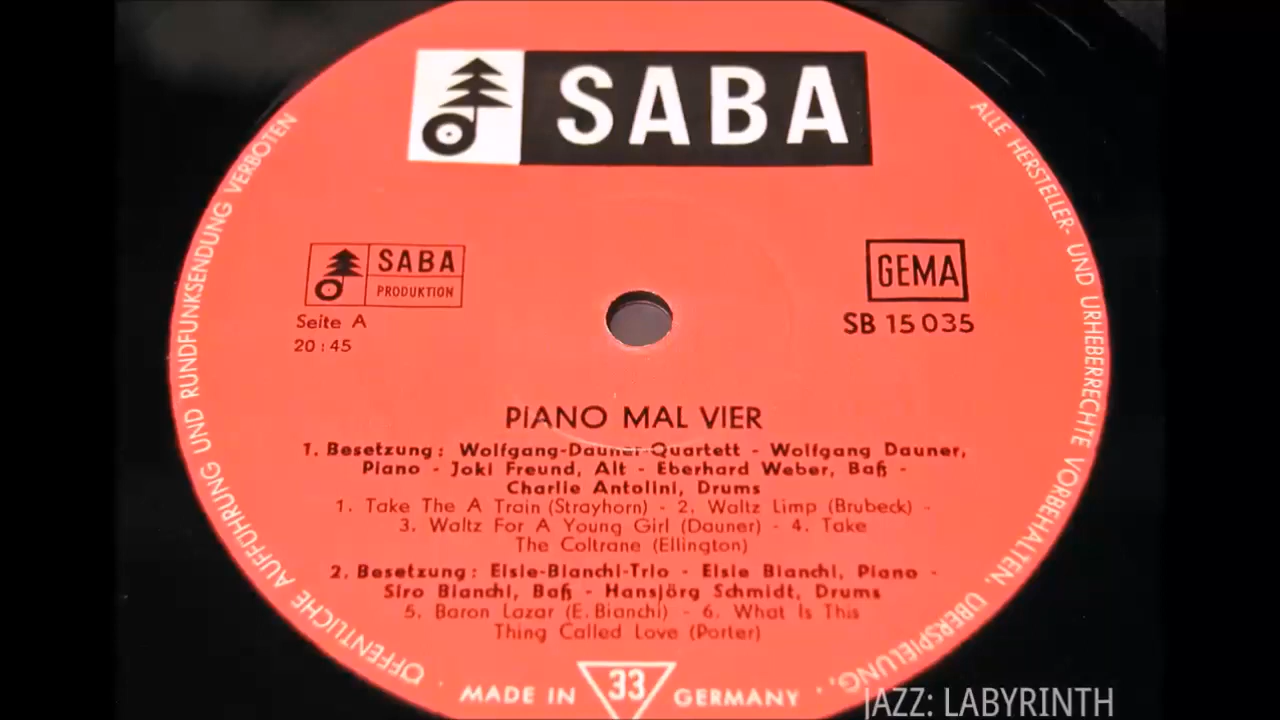 SABA
SABA
PRODUKTION
Seite A
20 : 45
GEMA
SB 15 035
PIANO MAL VIER
1. Besetzung: Wolfgang-Dauner-Quartett - Wolfgang Dauner,
Piano - Joki Freund, Alt - Eberhard Weber, Baß -
Charlie Antolini, Drums
1. Take The A Train (Strayhorn) - 2. Waltz Limp (Brubeck) -
3. Waltz For A Young Girl (Dauner) - 4. Take
The Coltrane (Ellington)
2. Besetzung: Elsie-Bianchi-Trio - Elsie Bianchi, Piano -
Siro Bianchi, Baß - Hansjörg Schmidt, Drums
5. Baron Lazar (E. Bianchi) - 6. What Is This
Thing Called Love (Porter)
MADE IN 33 GERMANY
ALLE HERSTELLER- UND URHEBERRECHTE VORBEHALTEN. ÜBERSPIELUNG, · ÖFFENTLICHE AUFFÜHRUNG UND RUNDFUNKSENDUNG VERBOTEN
JAZZ: LABYRINTH